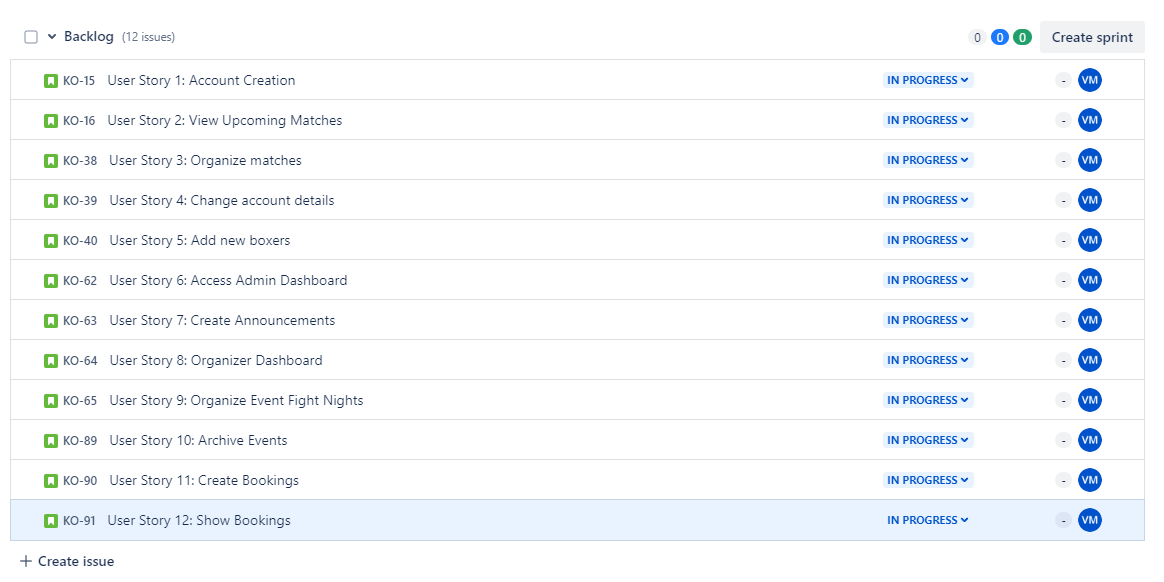 Backlog (12 issues) 0 0 0 Create sprint
KO-15 User Story 1: Account Creation IN PROGRESS - VM
KO-16 User Story 2: View Upcoming Matches IN PROGRESS - VM
KO-38 User Story 3: Organize matches IN PROGRESS - VM
KO-39 User Story 4: Change account details IN PROGRESS - VM
KO-40 User Story 5: Add new boxers IN PROGRESS - VM
KO-62 User Story 6: Access Admin Dashboard IN PROGRESS - VM
KO-63 User Story 7: Create Announcements IN PROGRESS - VM
KO-64 User Story 8: Organizer Dashboard IN PROGRESS - VM
KO-65 User Story 9: Organize Event Fight Nights IN PROGRESS - VM
KO-89 User Story 10: Archive Events IN PROGRESS - VM
KO-90 User Story 11: Create Bookings IN PROGRESS - VM
KO-91 User Story 12: Show Bookings IN PROGRESS - VM
+ Create issue